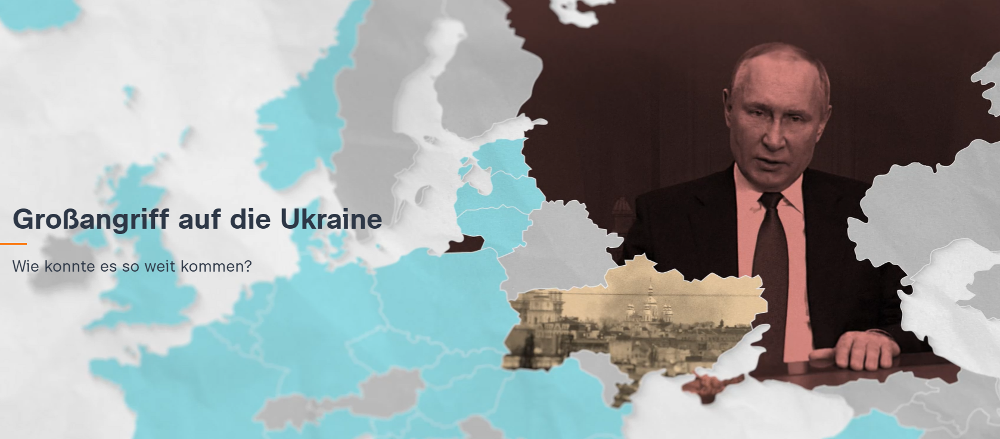 Großangriff auf die Ukraine
Wie konnte es so weit kommen?